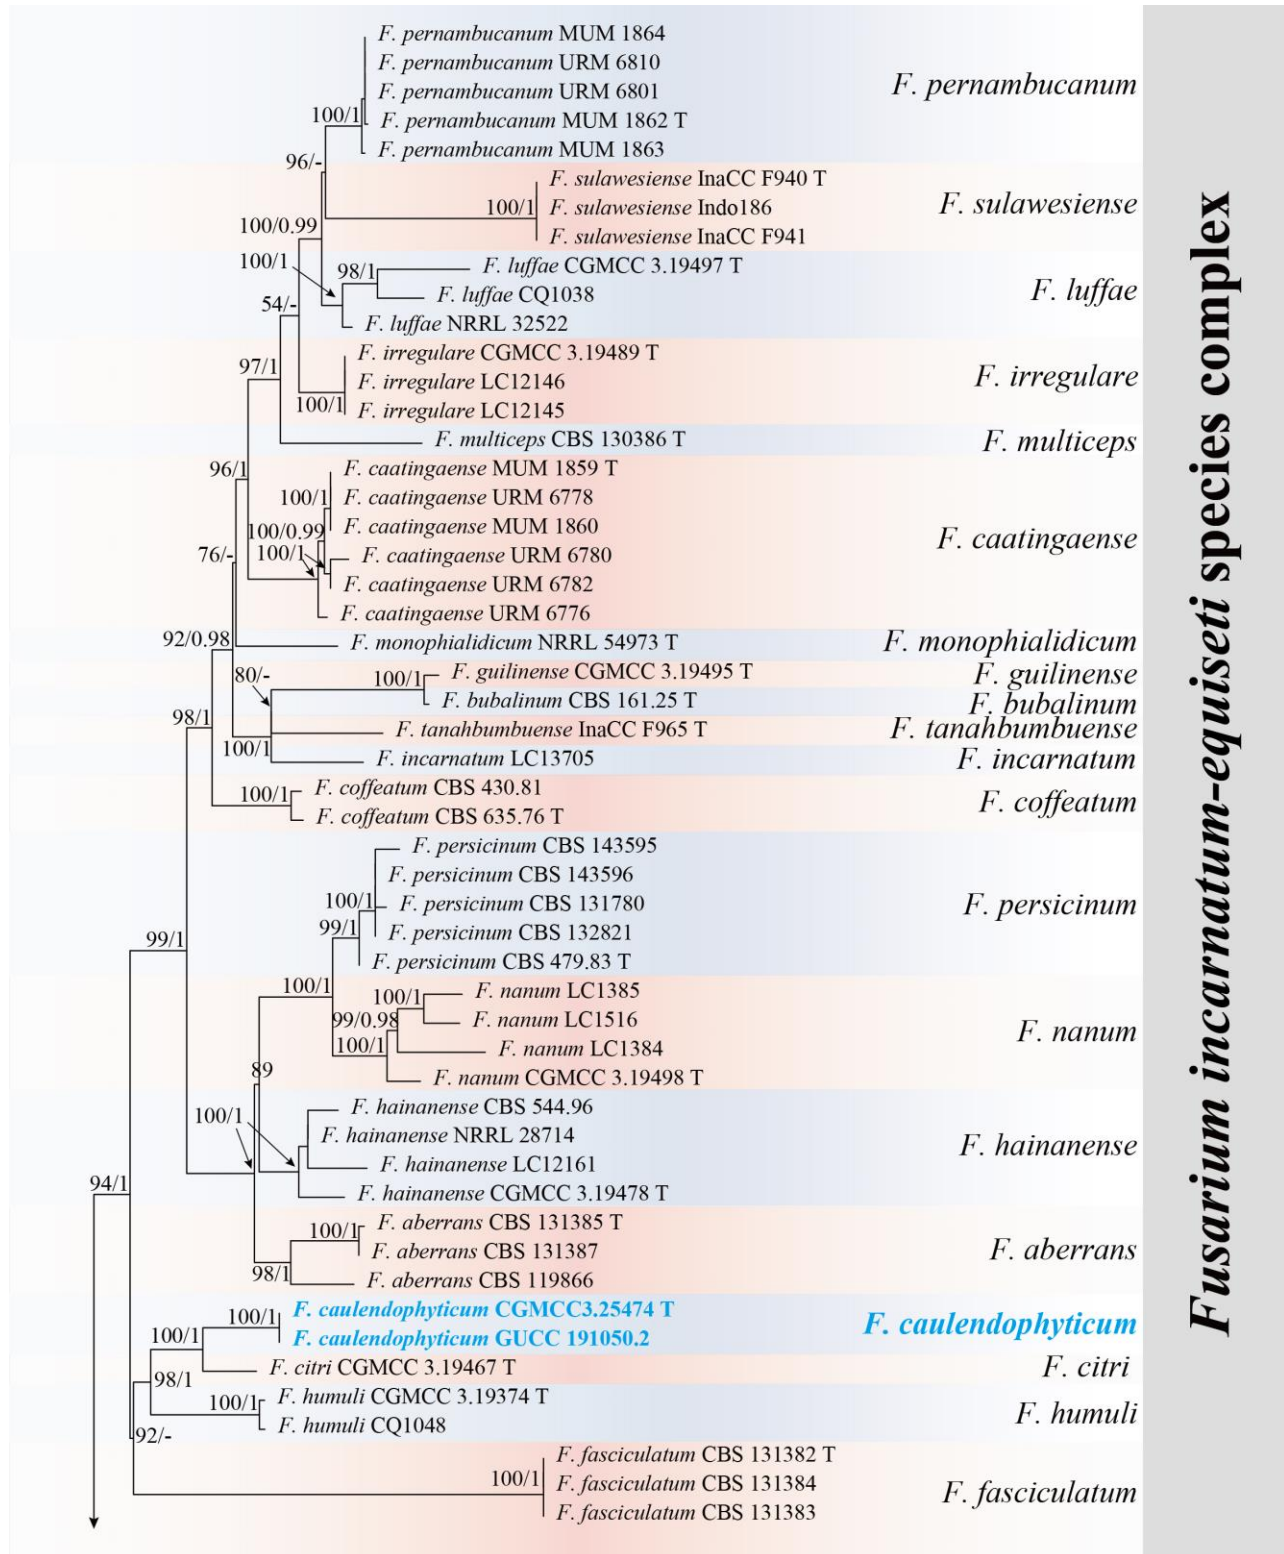 F. pernambucanum MUM 1864
F. pernambucanum URM 6810
F. pernambucanum URM 6801
100/1
F. pernambucanum MUM 1862 T
F. pernambucanum MUM 1863
F. pernambucanum
96/-
F. sulawesiense InaCC F940 T
100/1
F. sulawesiense Indo186
F. sulawesiense InaCC F941
F. sulawesiense
100/0.99
100/1
98/1
F. luffae CGMCC 3.19497 T
F. luffae CQ1038
F. luffae NRRL 32522
F. luffae
54/-
F. irregulare CGMCC 3.19489 T
F. irregulare LC12146
F. irregulare LC12145
100/1
F. irregulare
97/1
F. multiceps CBS 130386 T
F. multiceps
96/1
F. caatingaense MUM 1859 T
100/1
F. caatingaense URM 6778
F. caatingaense MUM 1860
100/0.99
100/1
F. caatingaense URM 6780
F. caatingaense URM 6782
F. caatingaense URM 6776
F. caatingaense
76/-
92/0.98
F. monophialidicum NRRL 54973 T
F. monophialidicum
80/-
100/1
F. guilinense CGMCC 3.19495 T
F. guilinense
F. bubalinum CBS 161.25 T
F. bubalinum
98/1
F. tanahbumbuense InaCC F965 T
F. tanahbumbuense
100/1
F. incarnatum LC13705
F. incarnatum
100/1
F. coffeatum CBS 430.81
F. coffeatum CBS 635.76 T
F. coffeatum
F. persicinum CBS 143595
F. persicinum CBS 143596
100/1
F. persicinum CBS 131780
99/1
F. persicinum CBS 132821
F. persicinum CBS 479.83 T
F. persicinum
99/1
100/1
100/1
F. nanum LC1385
99/0.98
F. nanum LC1516
100/1
F. nanum LC1384
F. nanum CGMCC 3.19498 T
F. nanum
89
100/1
F. hainanense CBS 544.96
F. hainanense NRRL 28714
F. hainanense LC12161
F. hainanense CGMCC 3.19478 T
F. hainanense
94/1
100/1
F. aberrans CBS 131385 T
F. aberrans CBS 131387
98/1
F. aberrans CBS 119866
F. aberrans
100/1
F. caulendophyticum CGMCC3.25474 T
F. caulendophyticum GUCC 191050.2
F. caulendophyticum
100/1
F. citri CGMCC 3.19467 T
F. citri
98/1
100/1
F. humuli CGMCC 3.19374 T
F. humuli CQ1048
F. humuli
92/-
F. fasciculatum CBS 131382 T
100/1
F. fasciculatum CBS 131384
F. fasciculatum CBS 131383
F. fasciculatum
Fusarium incarnatum-equiseti species complex